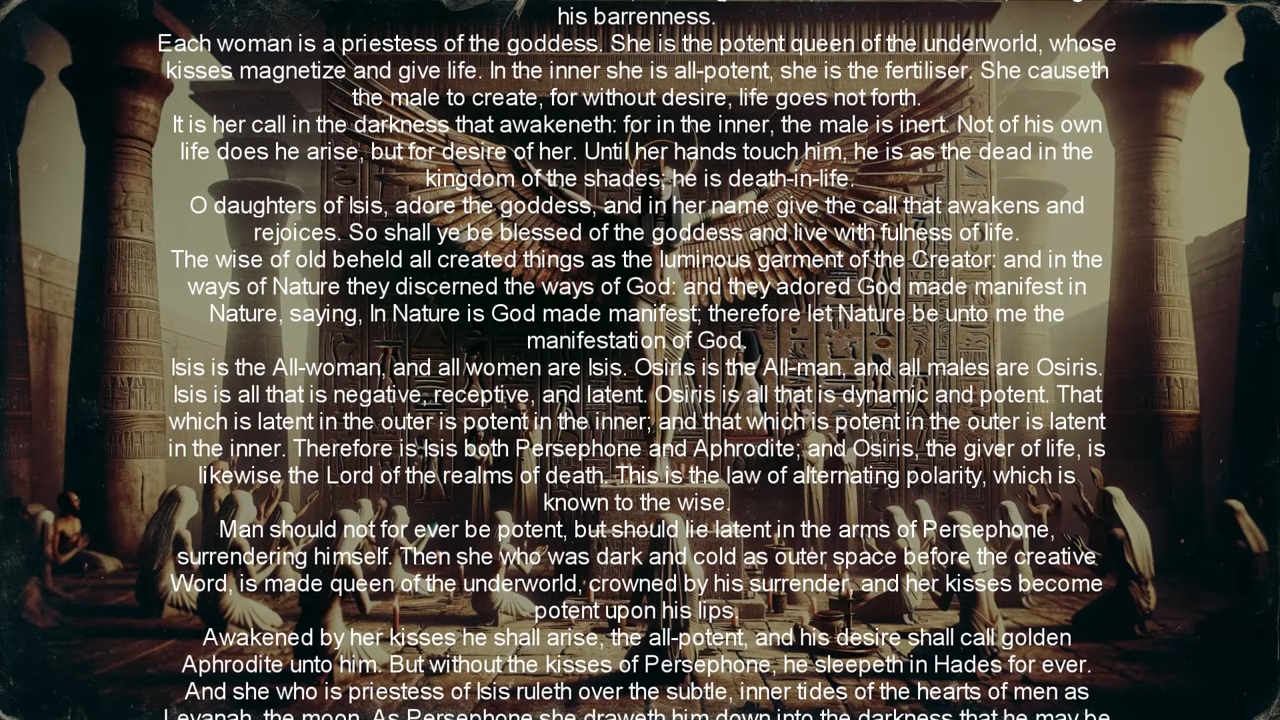 his barrenness.
Each woman is a priestess of the goddess. She is the potent queen of the underworld, whose
kisses magnetize and give life. In the inner she is all-potent, she is the fertiliser. She causeth
the male to create, for without desire, life goes not forth.
It is her call in the darkness that awakeneth: for in the inner, the male is inert. Not of his own
life does he arise, but for desire of her. Until her hands touch him, he is as the dead in the
kingdom of the shades; he is death-in-life.
O daughters of Isis, adore the goddess, and in her name give the call that awakens and
rejoices. So shall ye be blessed of the goddess and live with fulness of life.
The wise of old beheld all created things as the luminous garment of the Creator: and in the
ways of Nature they discerned the ways of God: and they adored God made manifest in
Nature, saying, In Nature is God made manifest; therefore let Nature be unto me the
manifestation of God.
Isis is the All-woman, and all women are Isis. Osiris is the All-man, and all males are Osiris.
Isis is all that is negative, receptive, and latent. Osiris is all that is dynamic and potent. That
which is latent in the outer is potent in the inner; and that which is potent in the outer is latent
in the inner. Therefore is Isis both Persephone and Aphrodite; and Osiris, the giver of life, is
likewise the Lord of the realms of death. This is the law of alternating polarity, which is
known to the wise.
Man should not for ever be potent, but should lie latent in the arms of Persephone,
surrendering himself. Then she who was dark and cold as outer space before the creative
Word, is made queen of the underworld, crowned by his surrender, and her kisses become
potent upon his lips.
Awakened by her kisses he shall arise, the all-potent, and his desire shall call golden
Aphrodite unto him. But without the kisses of Persephone, he sleepeth in Hades for ever.
And she who is priestess of Isis ruleth over the subtle, inner tides of the hearts of men as
Levanah, the moon. As Persephone she draweth him down into the darkness that he may be